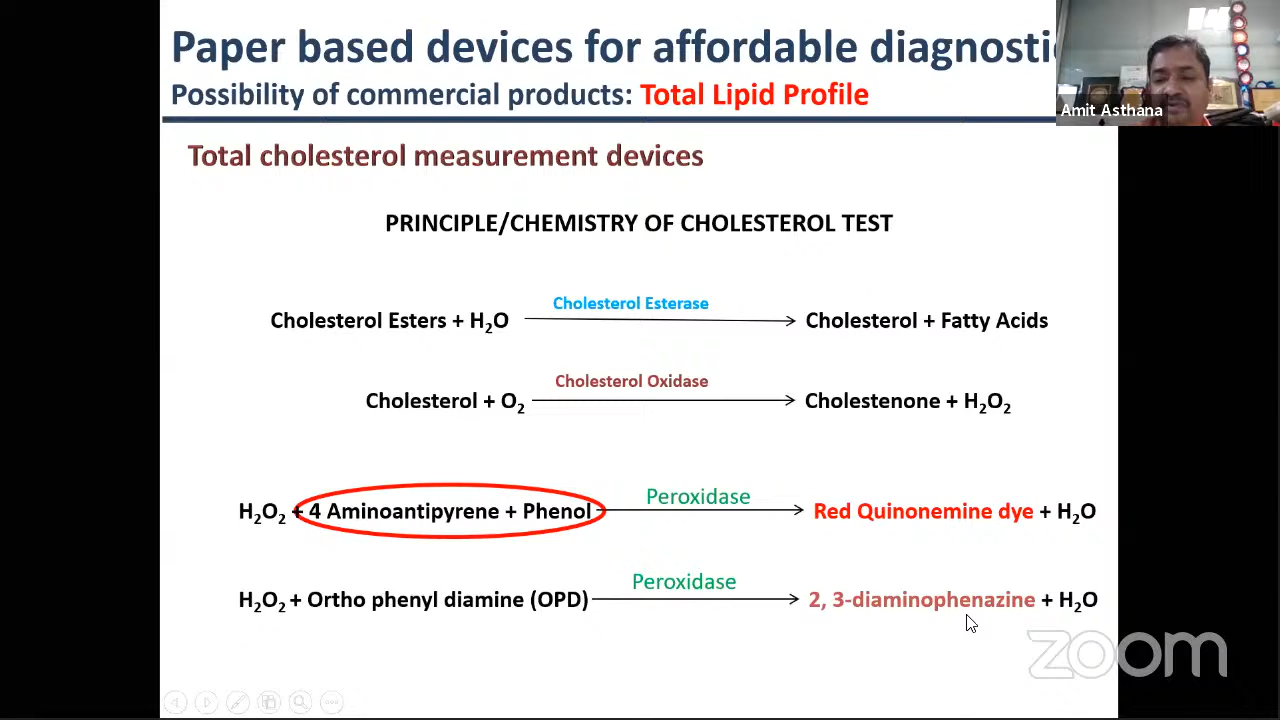 Paper based devices for affordable diagnosti
Possibility of commercial products: Total Lipid Profile
Amit Asthana
Total cholesterol measurement devices
PRINCIPLE/CHEMISTRY OF CHOLESTEROL TEST
Cholesterol Esterase
Cholesterol Esters + H₂O Cholesterol + Fatty Acids
Cholesterol Oxidase
Cholesterol + O₂ Cholestenone + H₂O₂
Peroxidase
H₂O₂ + 4 Aminoantipyrene + Phenol Red Quinonemine dye + H₂O
Peroxidase
H₂O₂ + Ortho phenyl diamine (OPD) 2, 3-diaminophenazine + H₂O
zoom